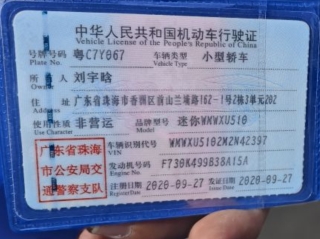 中华人民共和国机动车行驶证
Vehicle License of the People's Republic of China
号牌号码 粤C7Y067 车辆类型 小型轿车
Plate No. Vehicle Type
所有人 刘宇晗
Owner
住址 广东省珠海市香洲区前山兰埔路162-1号2栋3单元202
Address
使用性质 非营运 品牌型号 迷你WMWXU510
Use Character Model
广东省珠海 车辆识别代号 WMWXU5102M2N42397
VIN
市公安局交 发动机号码 F730K499B38A15A
Engine No.
通警察支队 注册日期 2020-09-27 发证日期 2020-09-27
Register Date Issue Date